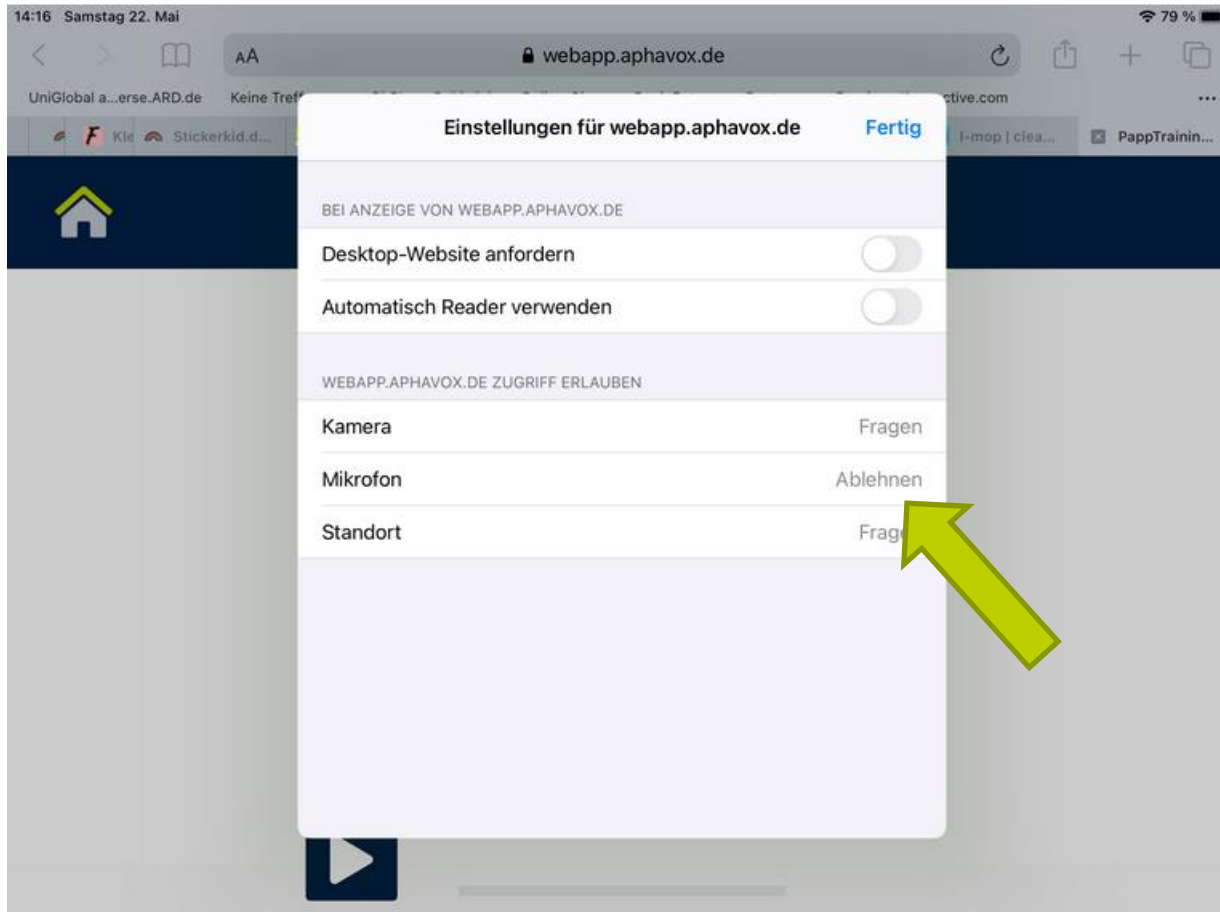 14:16 Samstag 22. Mai 79 %
AA webapp.aphavox.de
UniGlobal a...erse.ARD.de Keine Treff ctive.com ...
Kle Stickerkid.d... I-mop | clea... PappTrainin...
Einstellungen für webapp.aphavox.de Fertig
BEI ANZEIGE VON WEBAPP.APHAVOX.DE
Desktop-Website anfordern
Automatisch Reader verwenden
WEBAPP.APHAVOX.DE ZUGRIFF ERLAUBEN
Kamera Fragen
Mikrofon Ablehnen
Standort Frage